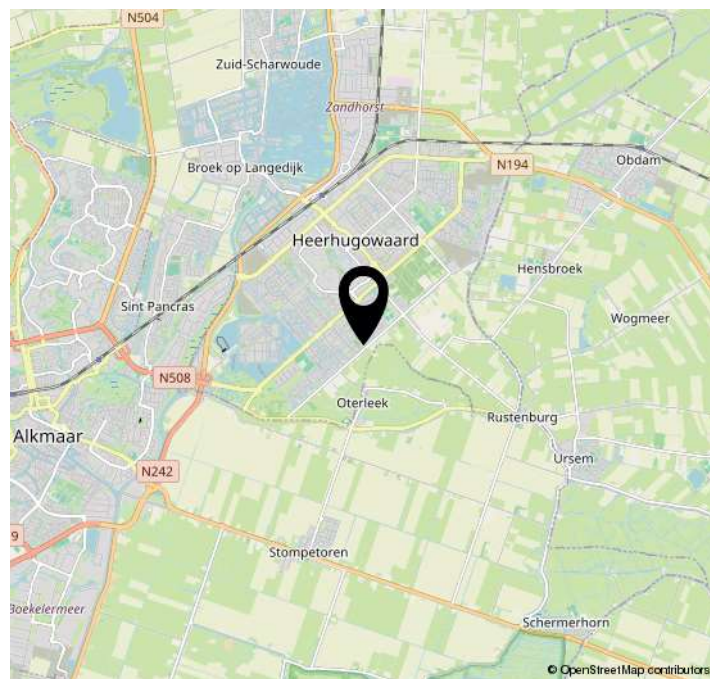 N504
Zuid-Scharwoude
Zandhorst
Broek op Langedijk
N194
Obdam
Heerhugowaard
Hensbroek
Sint Pancras
Wogmeer
N508
Oterleek
Rustenburg
Alkmaar
Ursem
N242
9
Stompetoren
Boekelermeer
Schermerhorn
© OpenStreetMap contributors